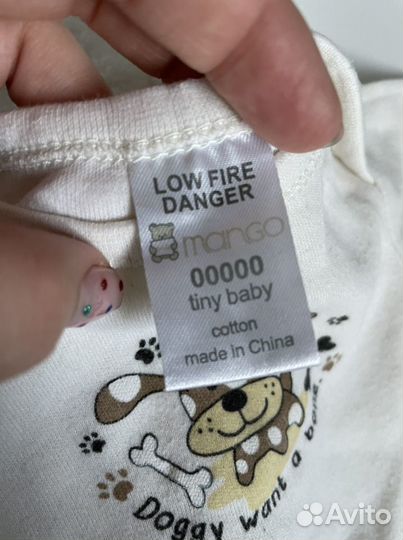 LOW FIRE
DANGER
mango
00000
tiny baby
cotton
made in China
Doggy want a bone.
Avito